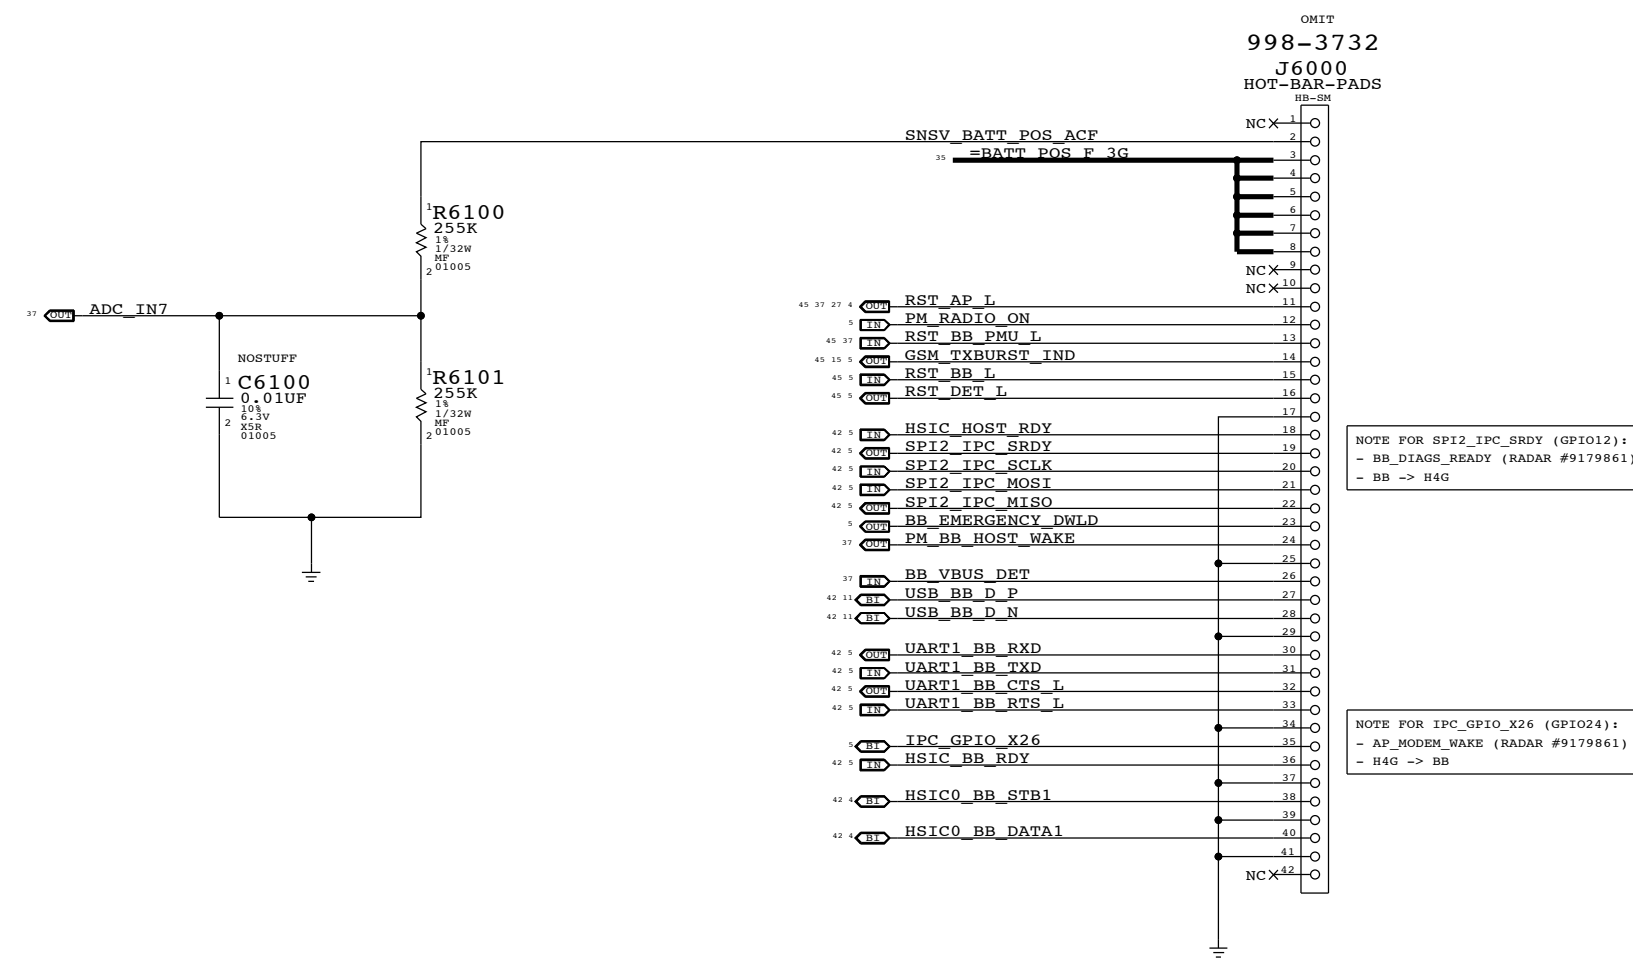 OMIT
998-3732
J6000
HOT-BAR-PADS
HB-SM
NC 1
SNSV_BATT_POS_ACF 2
35 =BATT_POS_F_3G 3
4
5
6
7
8
NC 9
NC 10
1 R6100
255K
1%
1/32W
MF
2 01005
37 OUT ADC_IN7
NOSTUFF
1 C6100
0.01UF
10%
6.3V
2 X5R
01005
1 R6101
255K
1%
1/32W
MF
2 01005
45 37 27 4 OUT RST_AP_L 11
5 IN PM_RADIO_ON 12
45 37 IN RST_BB_PMU_L 13
45 15 5 OUT GSM_TXBURST_IND 14
45 5 IN RST_BB_L 15
45 5 OUT RST_DET_L 16
17
42 5 IN HSIC_HOST_RDY 18
42 5 OUT SPI2_IPC_SRDY 19
42 5 IN SPI2_IPC_SCLK 20
42 5 IN SPI2_IPC_MOSI 21
42 5 OUT SPI2_IPC_MISO 22
5 OUT BB_EMERGENCY_DWLD 23
37 OUT PM_BB_HOST_WAKE 24
25
37 IN BB_VBUS_DET 26
42 11 BI USB_BB_D_P 27
42 11 BI USB_BB_D_N 28
29
42 5 OUT UART1_BB_RXD 30
42 5 IN UART1_BB_TXD 31
42 5 OUT UART1_BB_CTS_L 32
42 5 IN UART1_BB_RTS_L 33
34
5 BI IPC_GPIO_X26 35
42 5 IN HSIC_BB_RDY 36
37
42 4 BI HSIC0_BB_STB1 38
39
42 4 BI HSIC0_BB_DATA1 40
41
NC 42
NOTE FOR SPI2_IPC_SRDY (GPIO12):
- BB_DIAGS_READY (RADAR #9179861)
- BB -> H4G
NOTE FOR IPC_GPIO_X26 (GPIO24):
- AP_MODEM_WAKE (RADAR #9179861)
- H4G -> BB